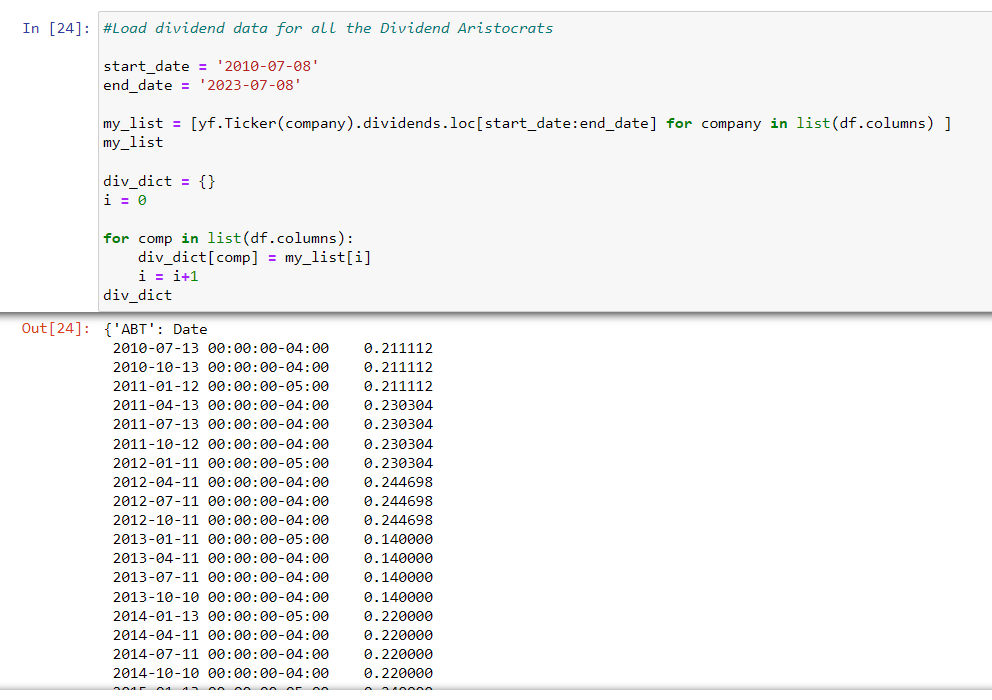 In [24]: #Load dividend data for all the Dividend Aristocrats
start_date = '2010-07-08'
end_date = '2023-07-08'
my_list = [yf.Ticker(company).dividends.loc[start_date:end_date] for company in list(df.columns) ]
my_list
div_dict = {}
i = 0
for comp in list(df.columns):
    div_dict[comp] = my_list[i]
    i = i+1
div_dict
Out[24]: {'ABT': Date
2010-07-13 00:00:00-04:00    0.211112
2010-10-13 00:00:00-04:00    0.211112
2011-01-12 00:00:00-05:00    0.211112
2011-04-13 00:00:00-04:00    0.230304
2011-07-13 00:00:00-04:00    0.230304
2011-10-12 00:00:00-04:00    0.230304
2012-01-11 00:00:00-05:00    0.230304
2012-04-11 00:00:00-04:00    0.244698
2012-07-11 00:00:00-04:00    0.244698
2012-10-11 00:00:00-04:00    0.244698
2013-01-11 00:00:00-05:00    0.140000
2013-04-11 00:00:00-04:00    0.140000
2013-07-11 00:00:00-04:00    0.140000
2013-10-10 00:00:00-04:00    0.140000
2014-01-13 00:00:00-05:00    0.220000
2014-04-11 00:00:00-04:00    0.220000
2014-07-11 00:00:00-04:00    0.220000
2014-10-10 00:00:00-04:00    0.220000